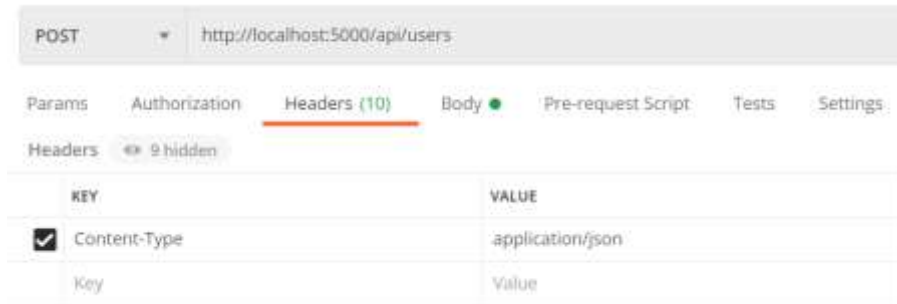 POST http://localhost:5000/api/users
Params Authorization Headers (10) Body Pre-request Script Tests Settings
Headers 9 hidden
KEY VALUE
Content-Type application/json
Key Value